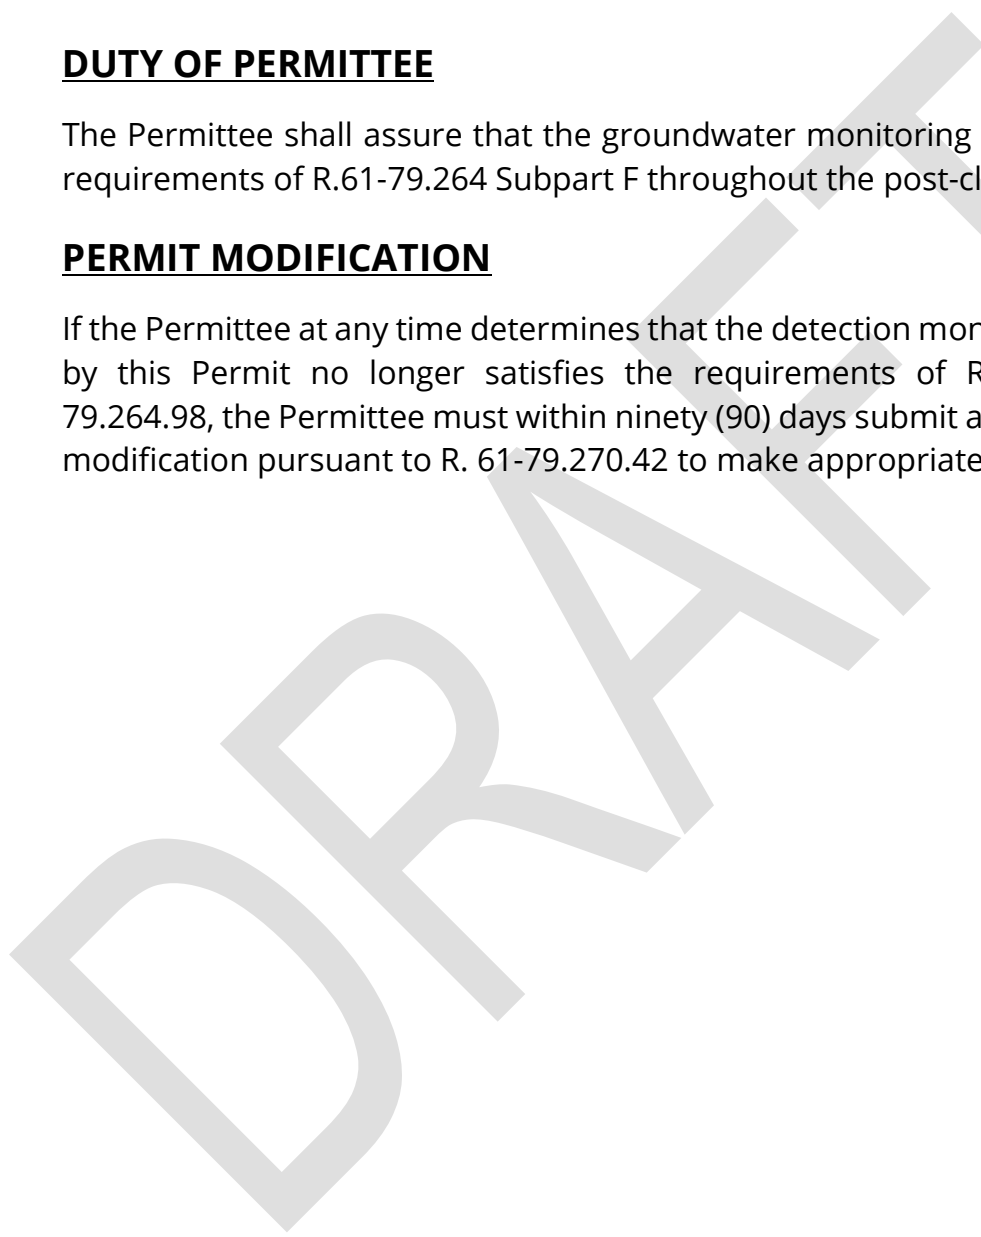 DUTY OF PERMITTEE
The Permittee shall assure that the groundwater monitoring
requirements of R.61-79.264 Subpart F throughout the post-cl
PERMIT MODIFICATION
If the Permittee at any time determines that the detection mon
by this Permit no longer satisfies the requirements of R
79.264.98, the Permittee must within ninety (90) days submit a
modification pursuant to R. 61-79.270.42 to make appropriate
DRAFT